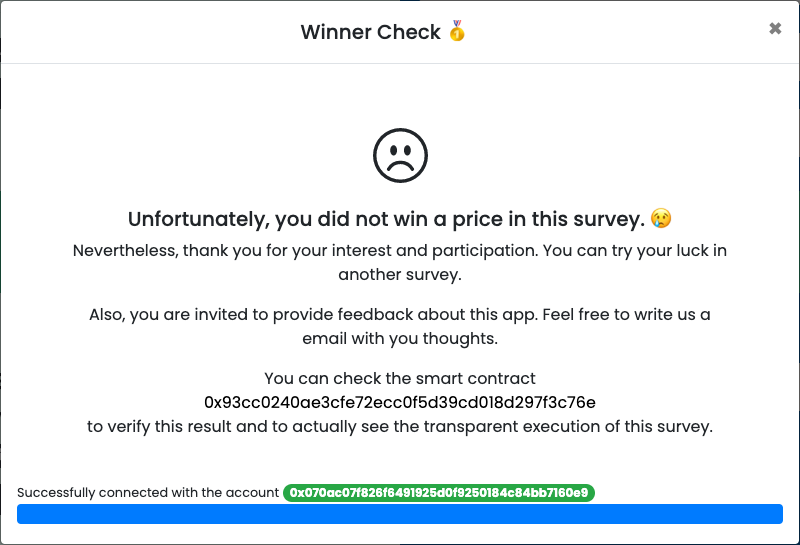 Winner Check 🥇
Unfortunately, you did not win a price in this survey. 😢
Nevertheless, thank you for your interest and participation. You can try your luck in
another survey.
Also, you are invited to provide feedback about this app. Feel free to write us a
email with you thoughts.
You can check the smart contract
0x93cc0240ae3cfe72ecc0f5d39cd018d297f3c76e
to verify this result and to actually see the transparent execution of this survey.
Successfully connected with the account 0x070ac07f826f6491925d0f9250184c84bb7160e9